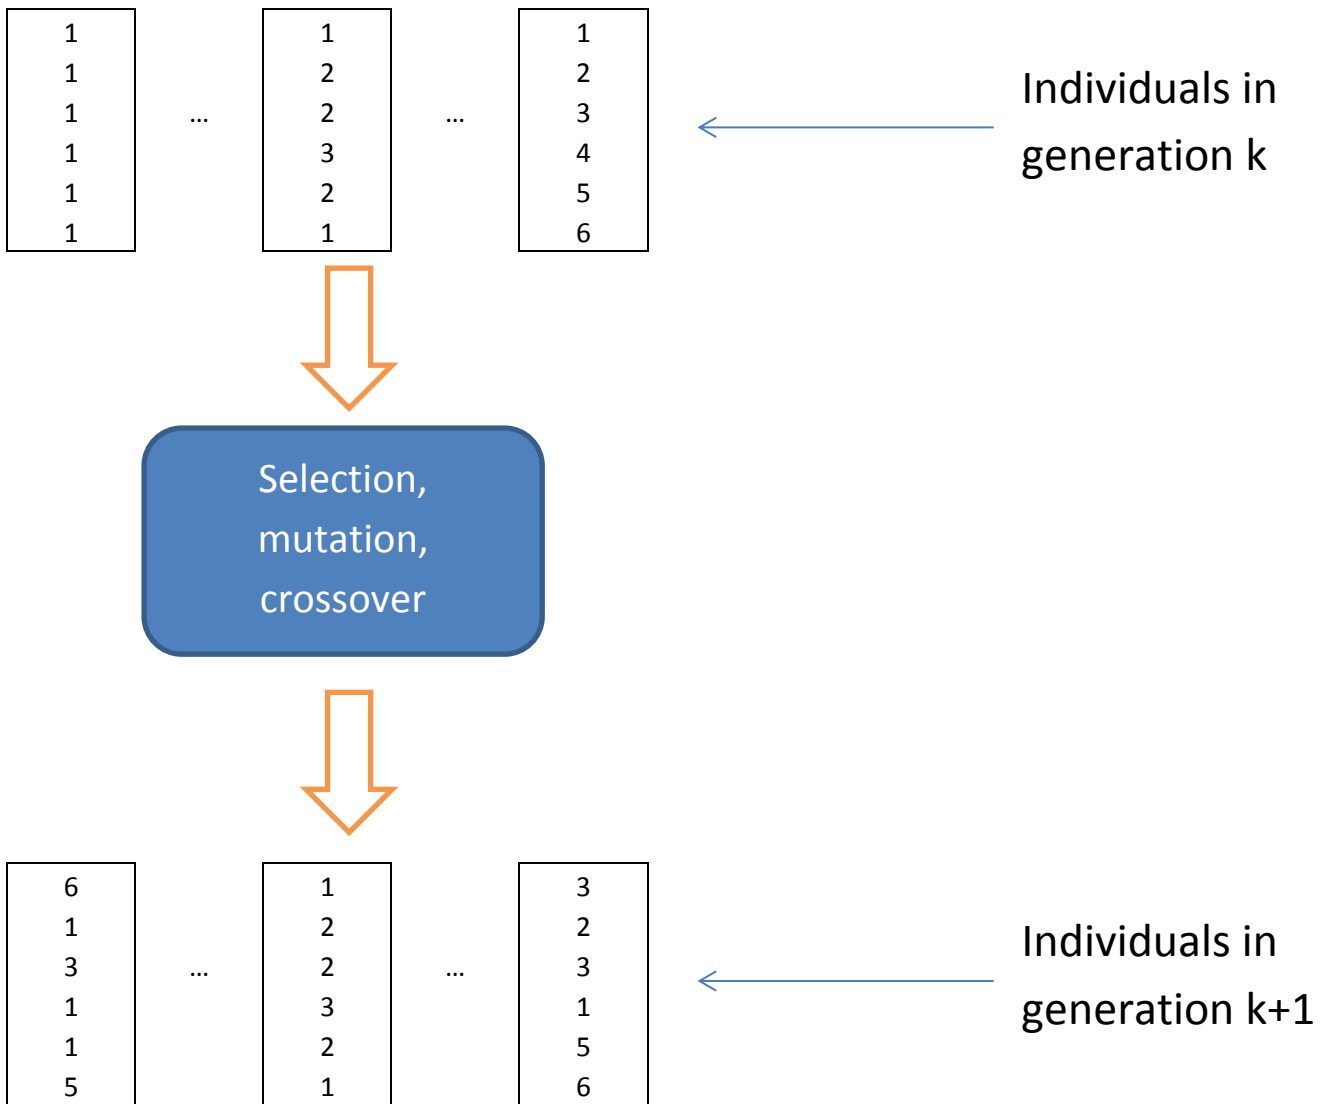 1 1 1
1 2 2
1 … 2 … 3
1 3 4
1 2 5
1 1 6
Individuals in
generation k
Selection,
mutation,
crossover
6 1 3
1 2 2
3 … 2 … 3
1 3 1
1 2 5
5 1 6
Individuals in
generation k+1